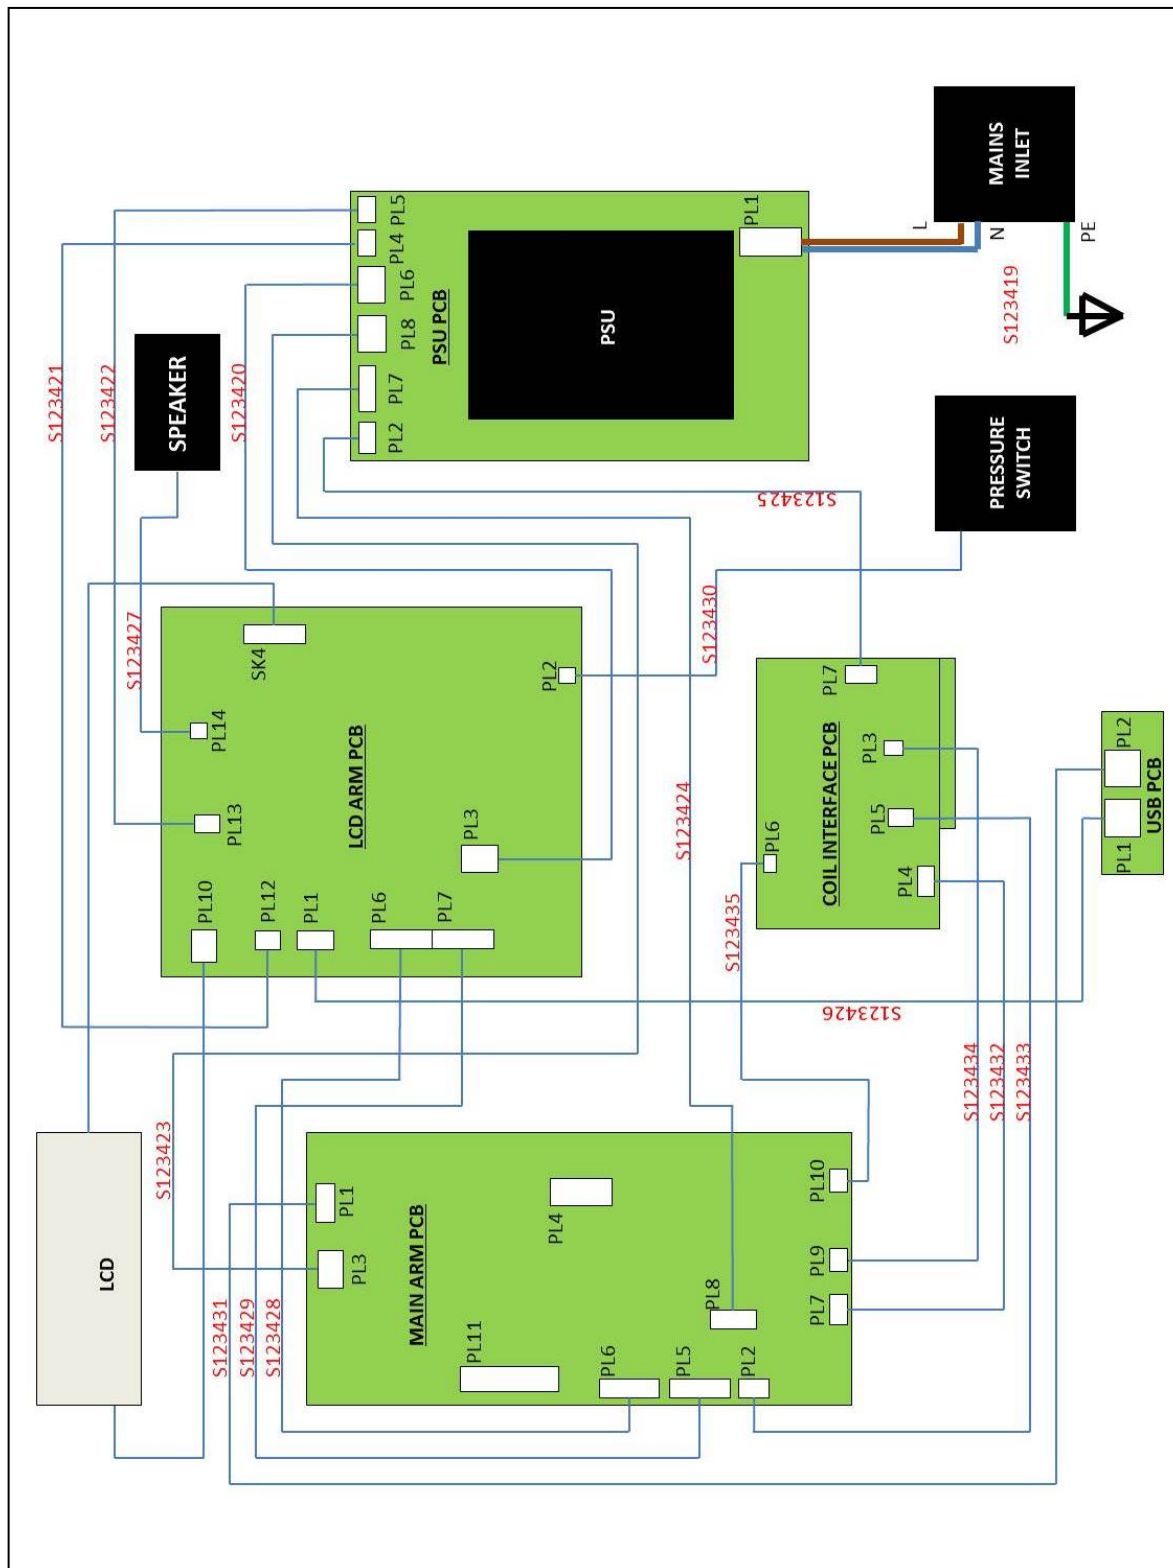 S123421
S123422
SPEAKER
S123420
S123427
PL5
PL4
PL6
PL8
PL7
PL2
PSU PCB
PSU
PL1
L
N
PE
MAINS
INLET
S123419
PRESSURE
SWITCH
S123425
S123430
S123424
SK4
PL14
PL13
LCD ARM PCB
PL2
PL3
PL10
PL12
PL1
PL6
PL7
PL7
PL3
COIL INTERFACE PCB
PL6
PL5
PL4
S123435
PL2
PL1
USB PCB
S123426
S123434
S123432
S123433
LCD
S123423
S123431
S123429
S123428
PL1
PL3
MAIN ARM PCB
PL4
PL11
PL8
PL6
PL5
PL2
PL10
PL9
PL7